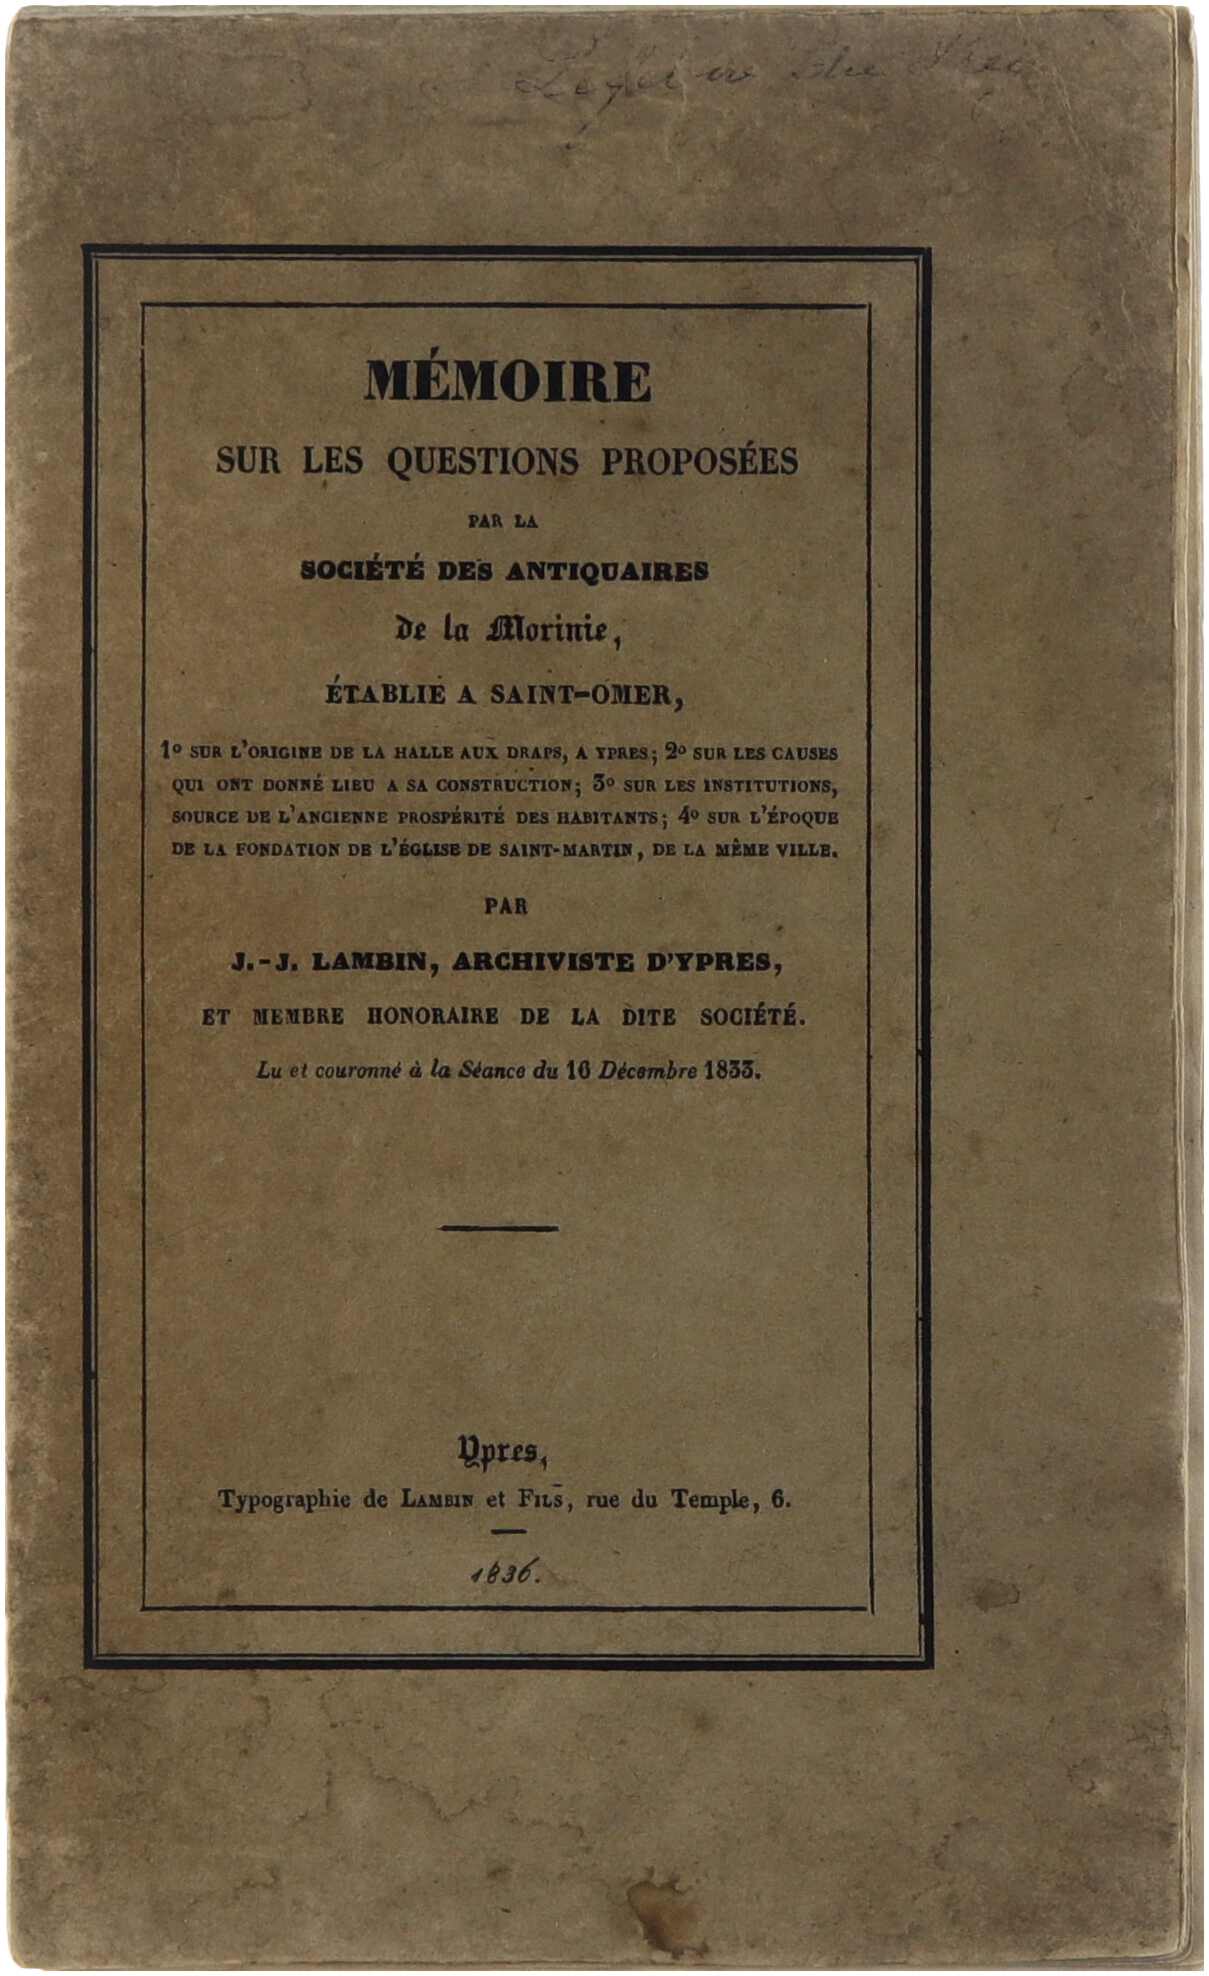 MÉMOIRE
SUR LES QUESTIONS PROPOSÉES
PAR LA
SOCIÉTÉ DES ANTIQUAIRES
de la Morinie,
ÉTABLIE A SAINT-OMER,
1º SUR L'ORIGINE DE LA HALLE AUX DRAPS, A YPRES; 2º SUR LES CAUSES
QUI ONT DONNÉ LIEU A SA CONSTRUCTION; 3º SUR LES INSTITUTIONS,
SOURCE DE L'ANCIENNE PROSPÉRITÉ DES HABITANTS; 4º SUR L'ÉPOQUE
DE LA FONDATION DE L'ÉGLISE DE SAINT-MARTIN, DE LA MÊME VILLE.
PAR
J.-J. LAMBIN, ARCHIVISTE D'YPRES,
ET MEMBRE HONORAIRE DE LA DITE SOCIÉTÉ.
Lu et couronné à la Séance du 16 Décembre 1833.
Ypres,
Typographie de LAMBIN et FILS, rue du Temple, 6.
1836.